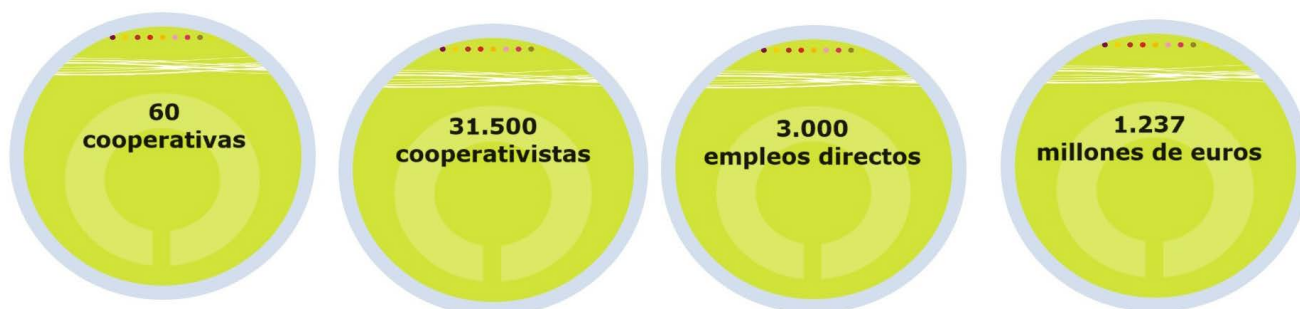 60
cooperativas
31.500
cooperativistas
3.000
empleos directos
1.237
millones de euros